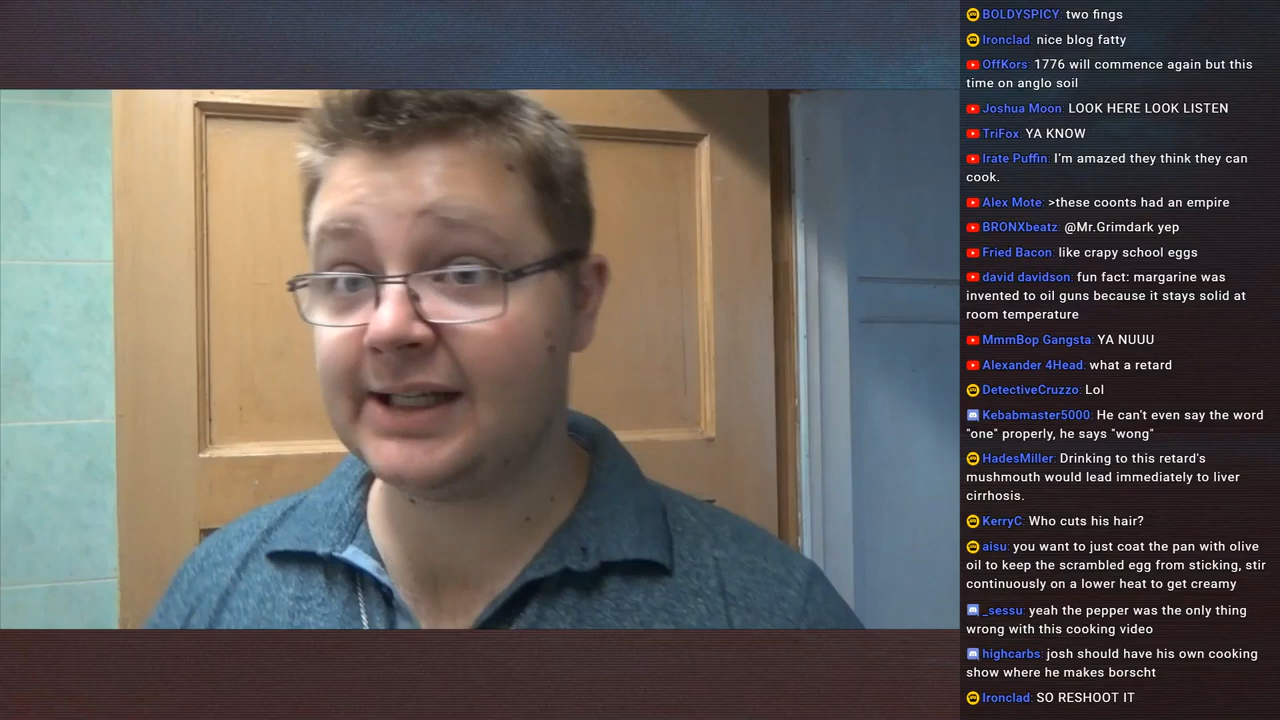 BOLDYSPICY: two fings
Ironclad: nice blog fatty
OffKors: 1776 will commence again but this
time on anglo soil
Joshua Moon: LOOK HERE LOOK LISTEN
TriFox: YA KNOW
Irate Puffin: I'm amazed they think they can
cook.
Alex Mote: >these coonts had an empire
BRONXbeatz: @Mr.Grimdark yep
Fried Bacon: like crapy school eggs
david davidson: fun fact: margarine was
invented to oil guns because it stays solid at
room temperature
MmmBop Gangsta: YA NUUU
Alexander 4Head: what a retard
DetectiveCruzzo: Lol
Kebabmaster5000: He can't even say the word
"one" properly, he says "wong"
HadesMiller: Drinking to this retard's
mushmouth would lead immediately to liver
cirrhosis.
KerryC: Who cuts his hair?
aisu: you want to just coat the pan with olive
oil to keep the scrambled egg from sticking, stir
continuously on a lower heat to get creamy
_sessu: yeah the pepper was the only thing
wrong with this cooking video
highcarbs: josh should have his own cooking
show where he makes borscht
Ironclad: SO RESHOOT IT